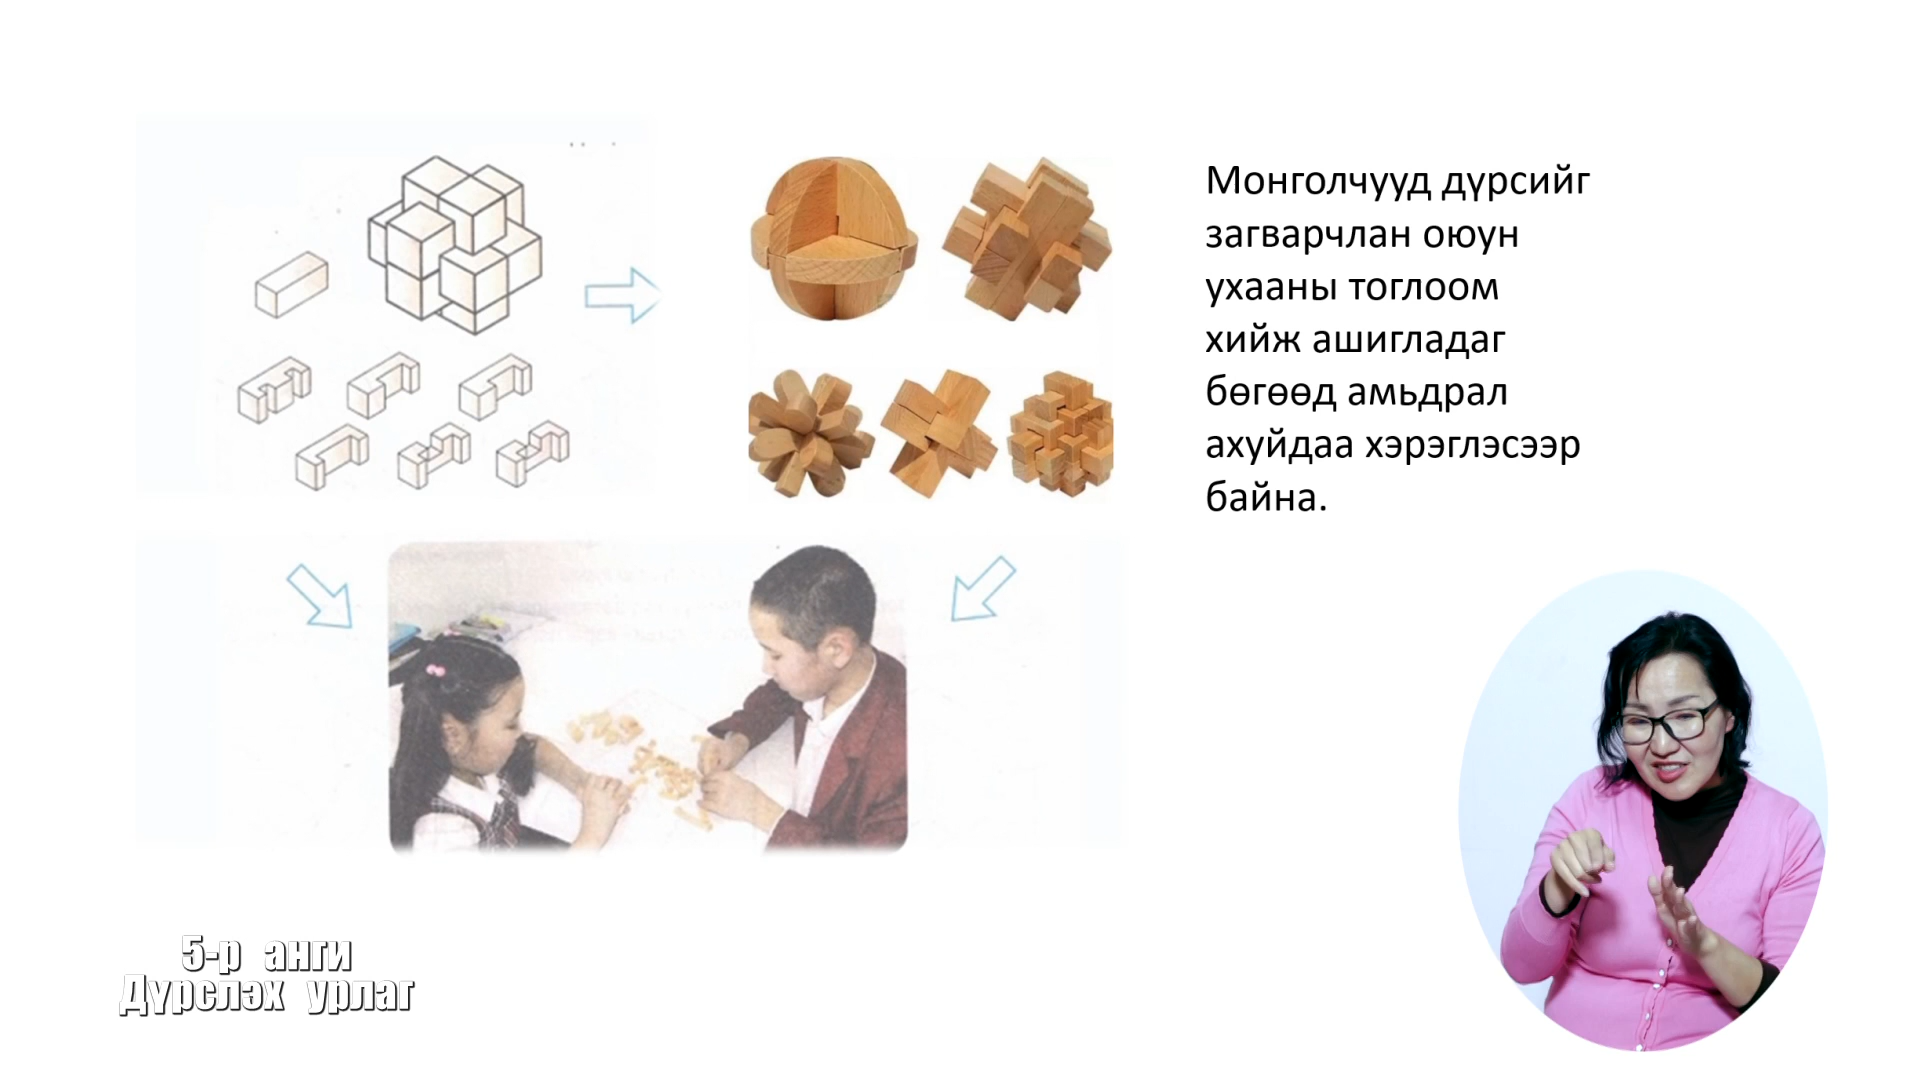 Монголчууд дүрсийг
загварчлан оюун
ухааны тоглоом
хийж ашигладаг
бөгөөд амьдрал
ахуйдаа хэрэглэсээр
байна.
5-р анги
Дүрслэх урлаг